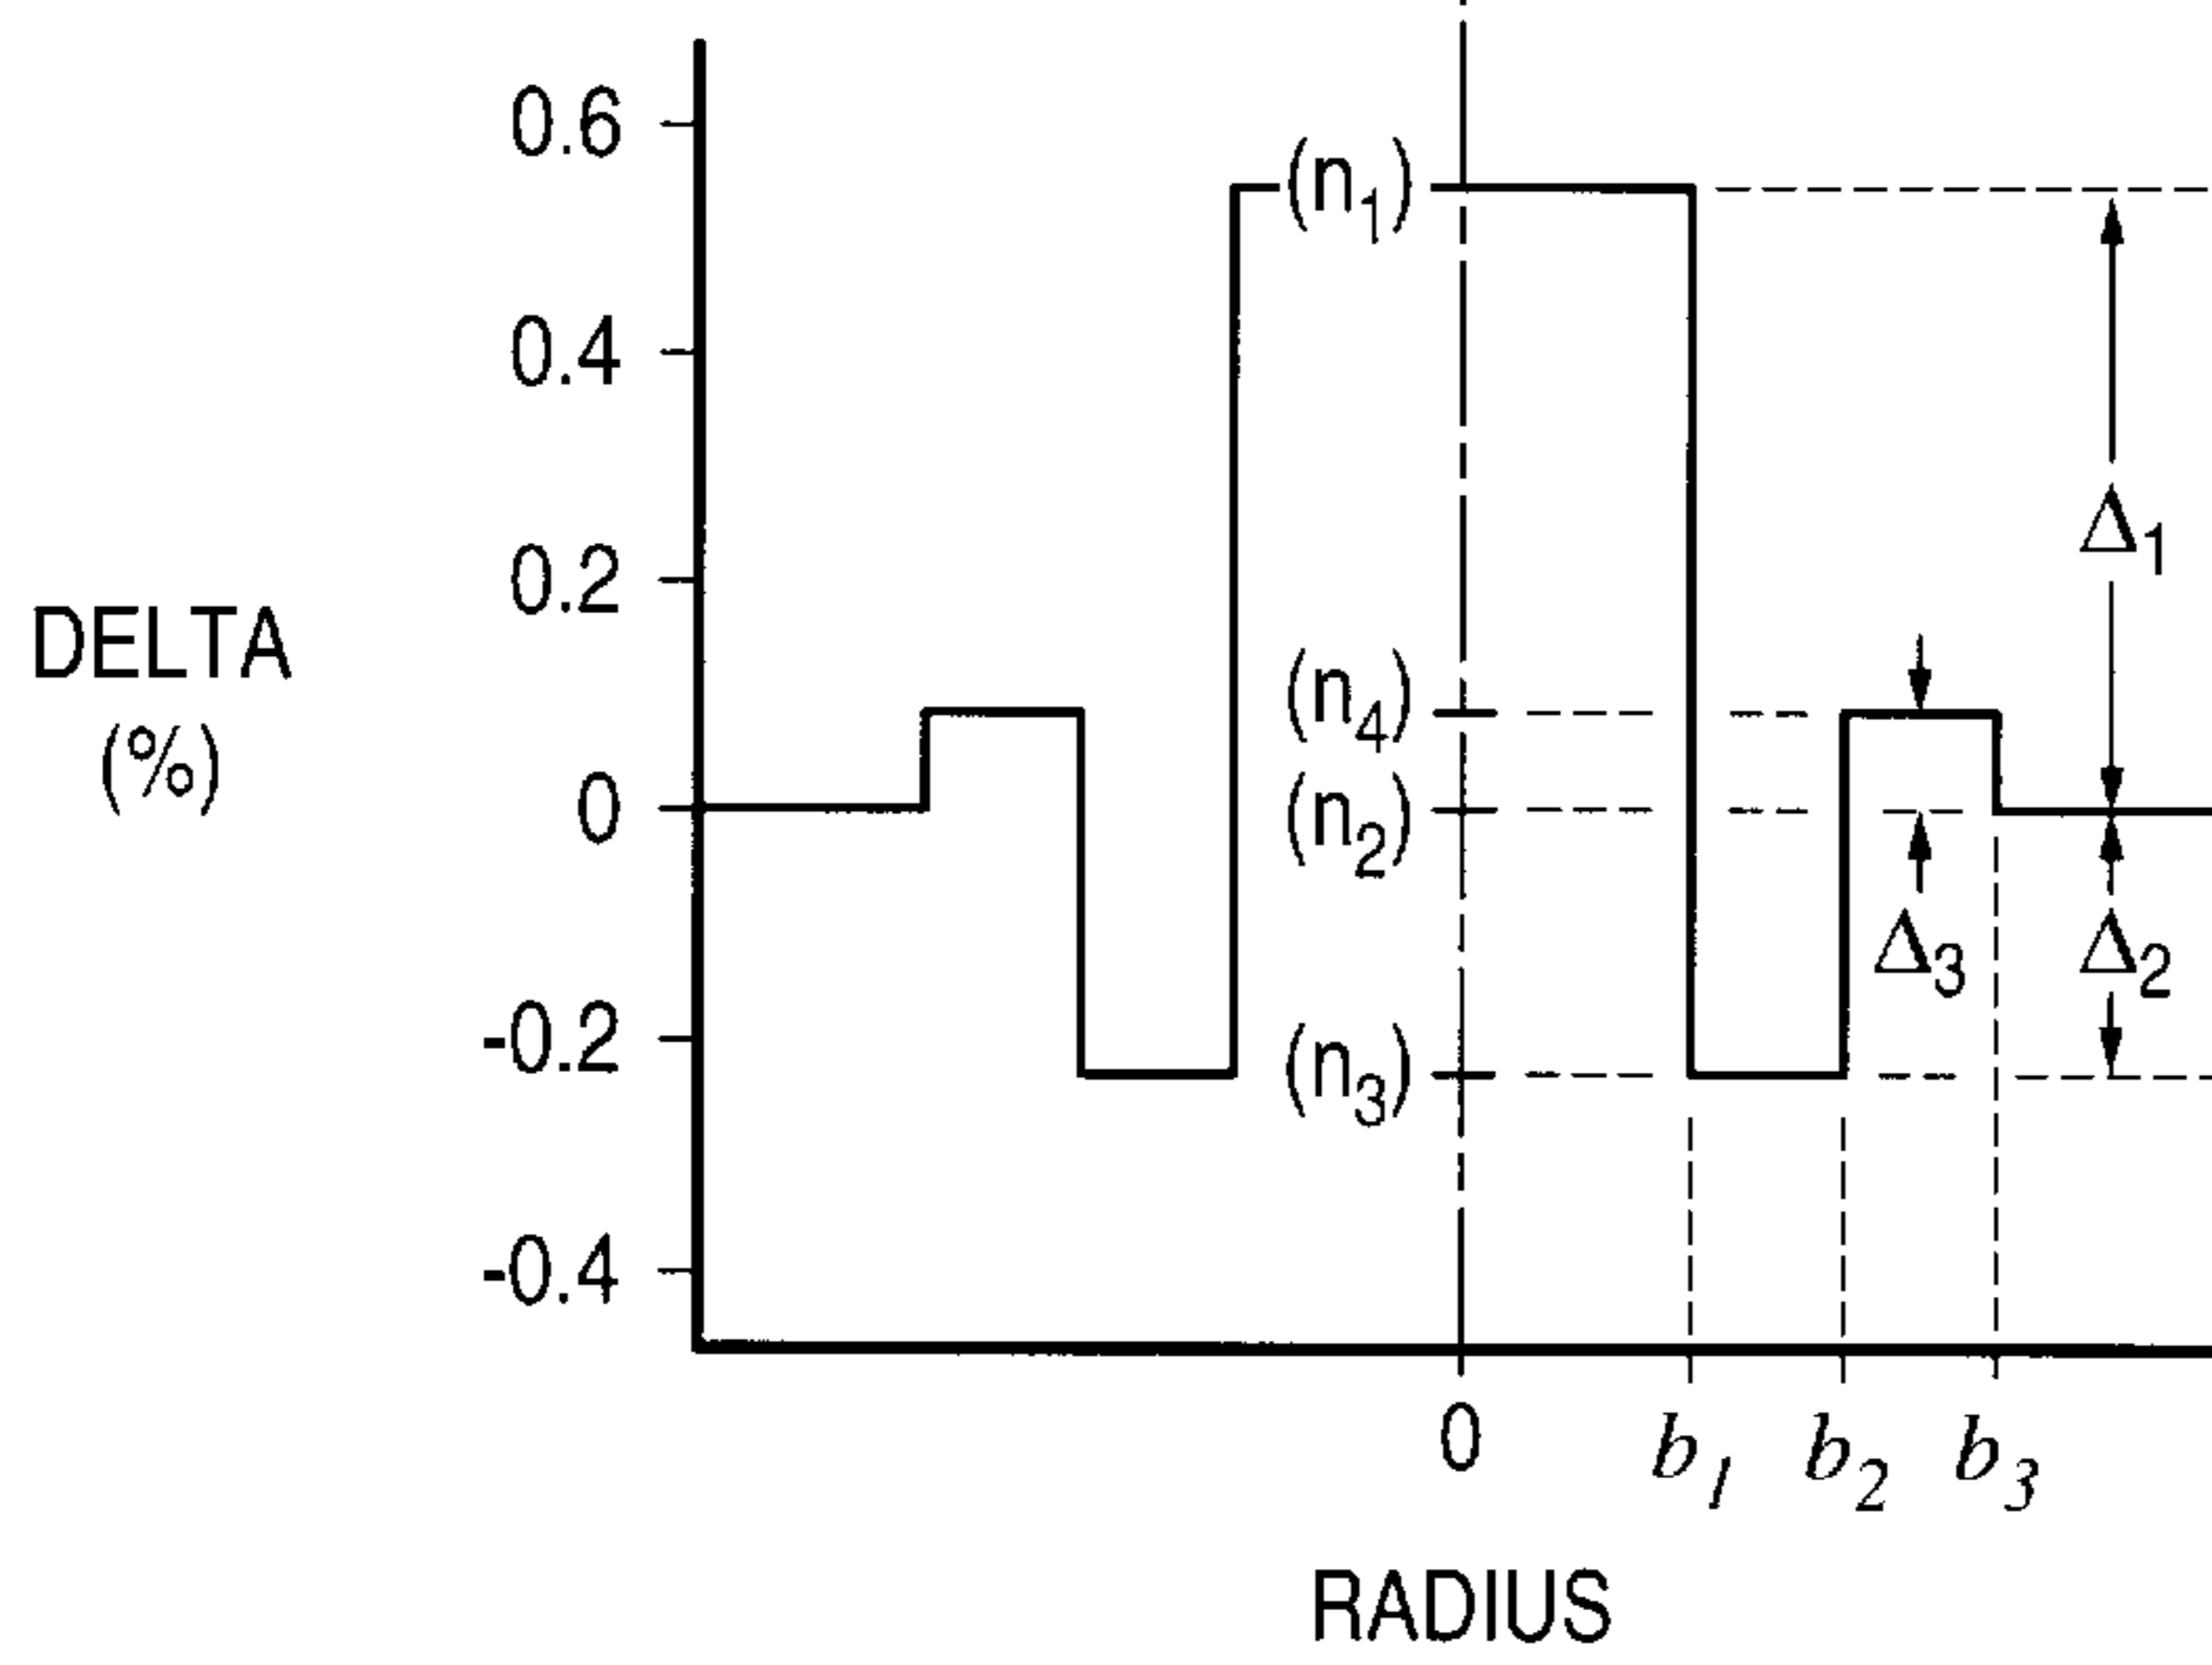 0.6
(n1)
0.4
0.2
Δ1
DELTA
(%)
(n4)
0
(n2)
Δ3
Δ2
-0.2
(n3)
-0.4
0
b1
b2
b3
RADIUS